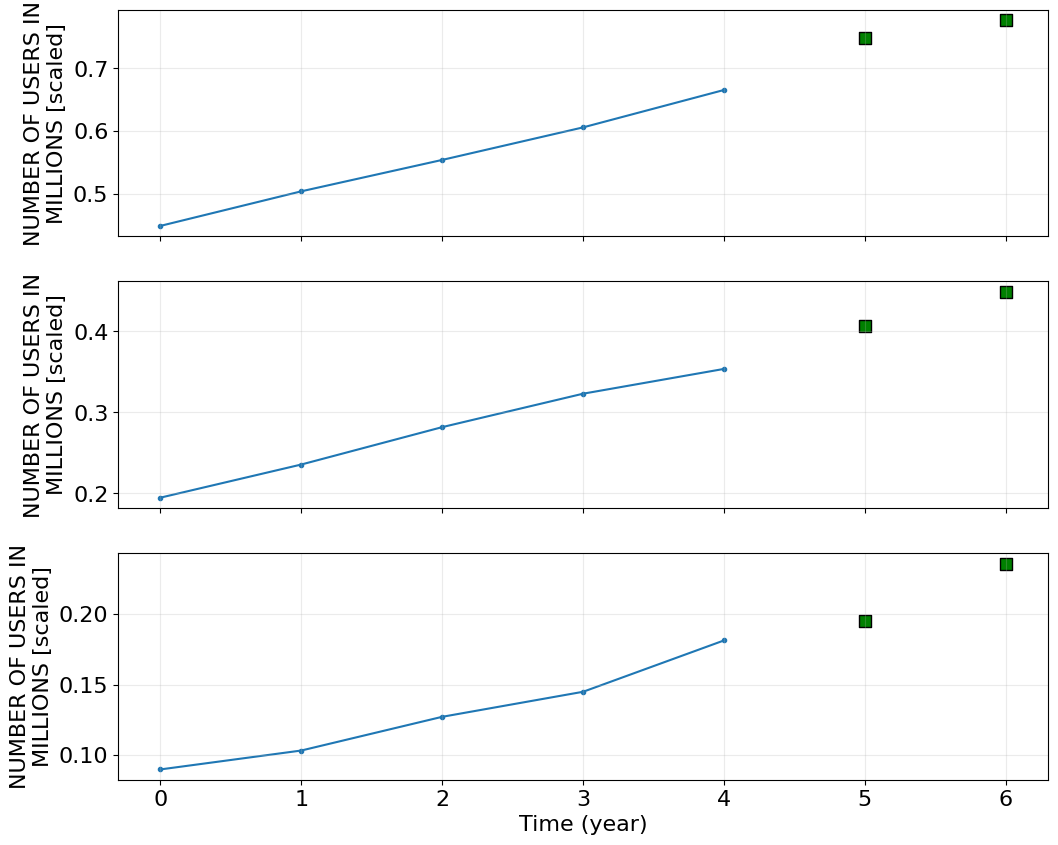 NUMBER OF USERS IN
MILLIONS [scaled]
0.7
0.6
0.5
NUMBER OF USERS IN
MILLIONS [scaled]
0.4
0.3
0.2
NUMBER OF USERS IN
MILLIONS [scaled]
0.20
0.15
0.10
0 1 2 3 4 5 6
Time (year)